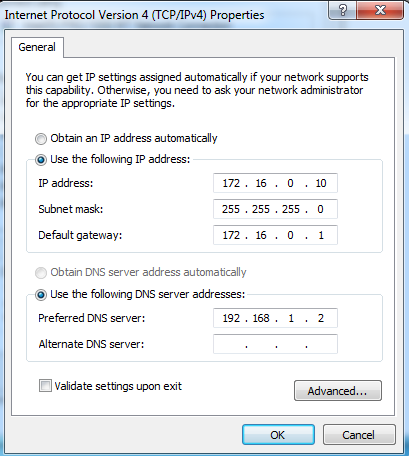 Internet Protocol Version 4 (TCP/IPv4) Properties
General
You can get IP settings assigned automatically if your network supports
this capability. Otherwise, you need to ask your network administrator
for the appropriate IP settings.
Obtain an IP address automatically
Use the following IP address:
IP address: 172 . 16 . 0 . 10
Subnet mask: 255 . 255 . 255 . 0
Default gateway: 172 . 16 . 0 . 1
Obtain DNS server address automatically
Use the following DNS server addresses:
Preferred DNS server: 192 . 168 . 1 . 2
Alternate DNS server: . . .
Validate settings upon exit
Advanced...
OK Cancel